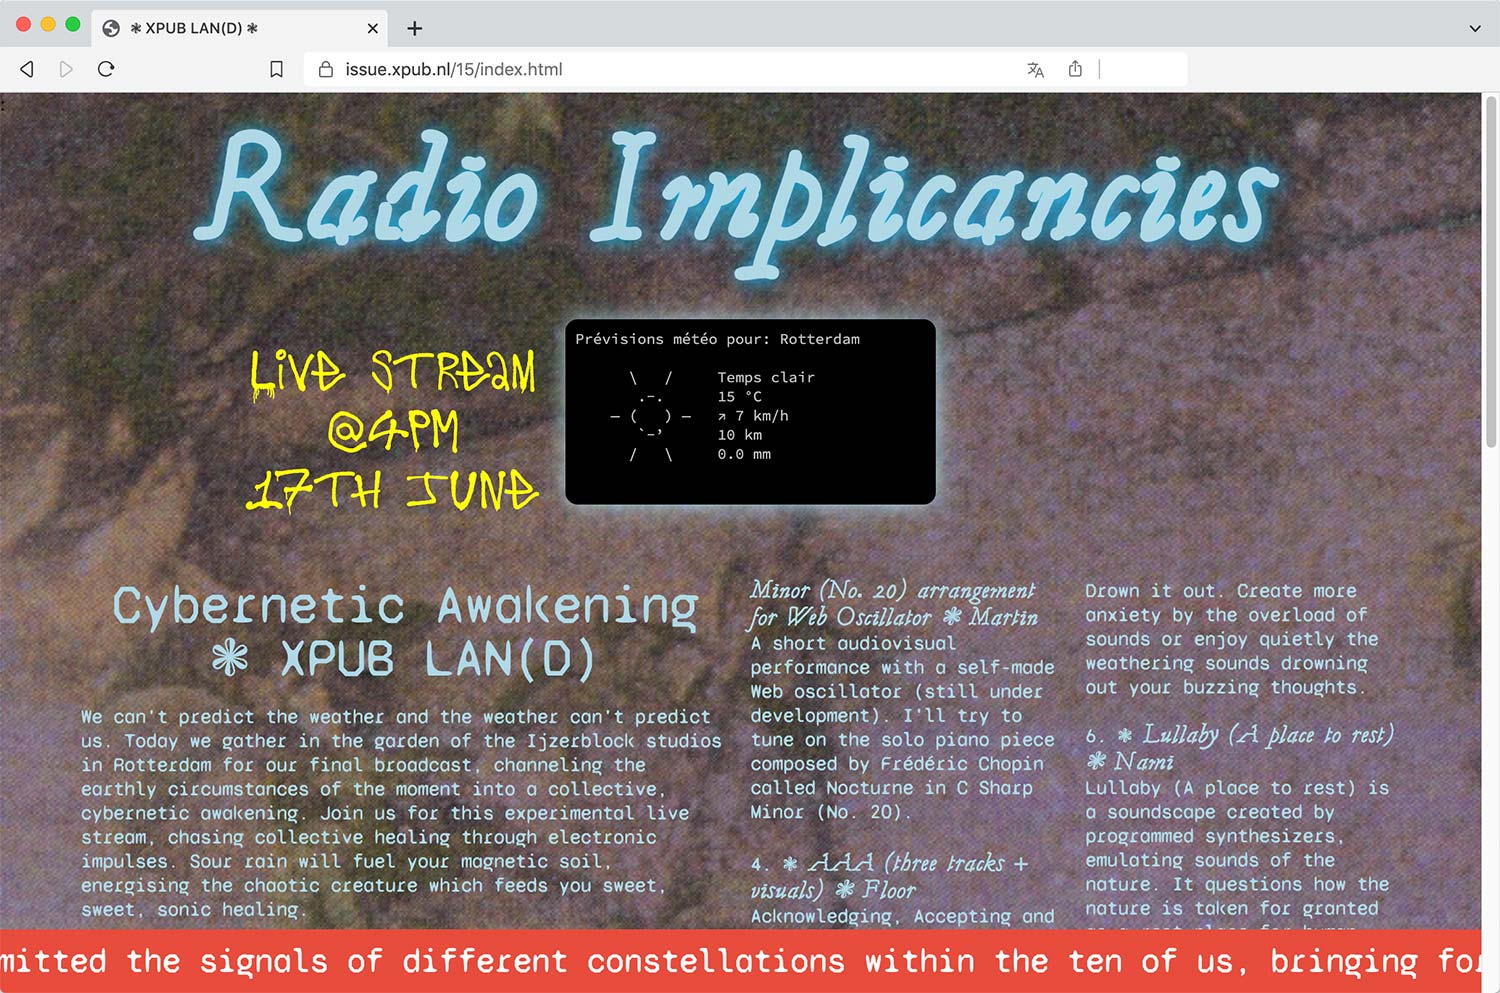 ❃ XPUB LAN(D) ❃
issue.xpub.nl/15/index.html
Radio Implicancies
LIVE STREAM
@4PM
17TH JUNE
Prévisions météo pour: Rotterdam
Temps clair
15 °C
↗ 7 km/h
10 km
0.0 mm
Cybernetic Awakening
❃ XPUB LAN(D)
We can't predict the weather and the weather can't predict
us. Today we gather in the garden of the Ijzerblock studios
in Rotterdam for our final broadcast, channeling the
earthly circumstances of the moment into a collective,
cybernetic awakening. Join us for this experimental live
stream, chasing collective healing through electronic
impulses. Sour rain will fuel your magnetic soil,
energising the chaotic creature which feeds you sweet,
sweet, sonic healing.
Minor (No. 20) arrangement
for Web Oscillator ❃ Martin
A short audiovisual
performance with a self-made
Web oscillator (still under
development). I'll try to
tune on the solo piano piece
composed by Frédéric Chopin
called Nocturne in C Sharp
Minor (No. 20).
4. ❃ AAA (three tracks +
visuals) ❃ Floor
Acknowledging, Accepting and
Drown it out. Create more
anxiety by the overload of
sounds or enjoy quietly the
weathering sounds drowning
out your buzzing thoughts.
6. ❃ Lullaby (A place to rest)
❃ Nami
Lullaby (A place to rest) is
a soundscape created by
programmed synthesizers,
emulating sounds of the
nature. It questions how the
nature is taken for granted
mitted the signals of different constellations within the ten of us, bringing for